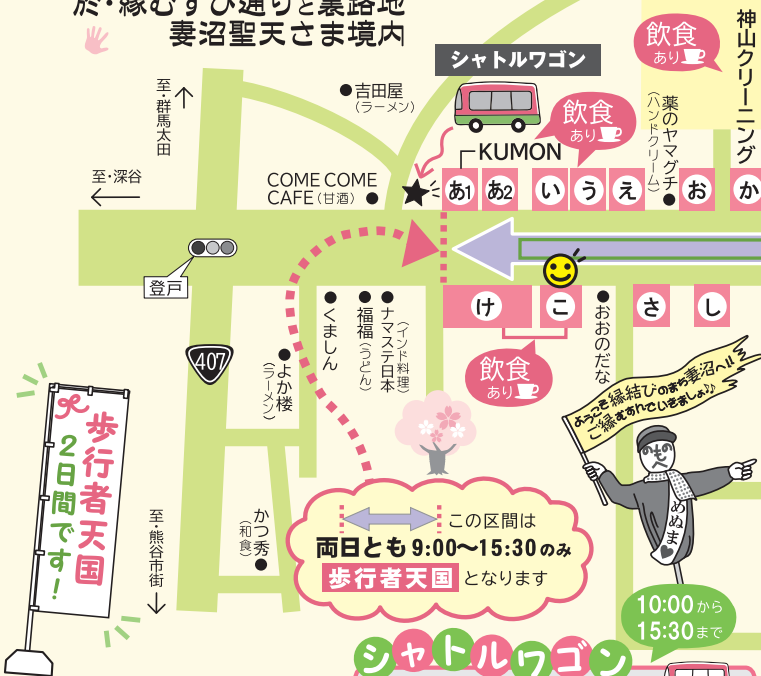 於・縁むすび通りと裏路地
妻沼聖天さま境内
シャトルワゴン
飲食
あり
神山クリーニング
至・群馬太田
吉田屋
(ラーメン)
飲食
あり
薬のヤマグチ
(ハンドクリーム)
KUMON
至・深谷
COME COME
CAFE(甘酒)
あ1
あ2
い
う
え
お
か
登戸
け
こ
さ
し
くましん
福福
(うどん)
ナマステ日本
(インド料理)
おおのだな
407
よか楼
(ラーメン)
飲食
あり
ようこそ縁結びのまち妻沼へ!!
ご縁むすんでいきましょ♪
歩行者天国
2日間です!
めぬま♥
至・熊谷市街
かつ秀
(和食)
この区間は
両日とも9:00〜15:30のみ
歩行者天国となります
10:00から
15:30まで
シャトルワゴン